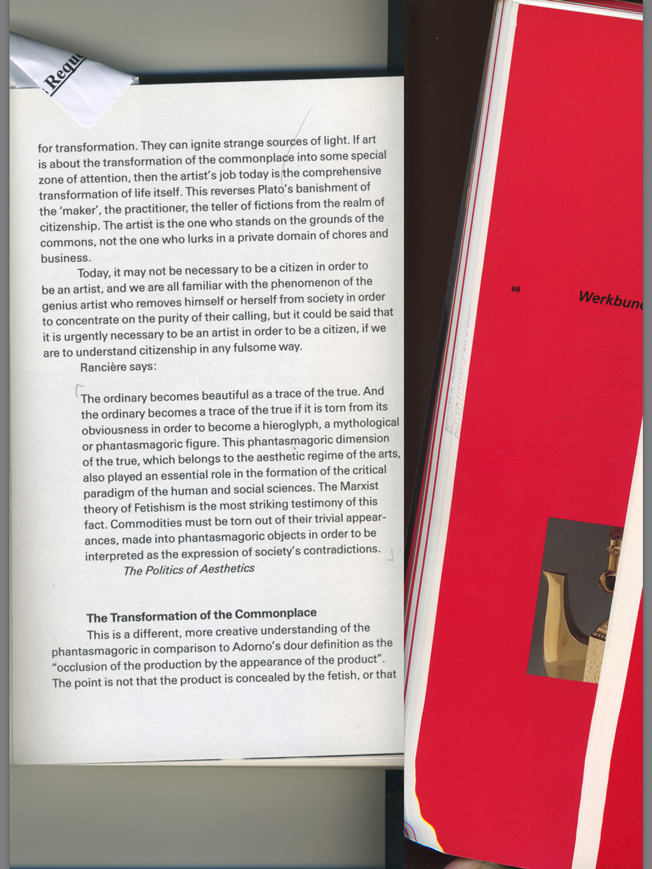 Reque
for transformation. They can ignite strange sources of light. If art
is about the transformation of the commonplace into some special
zone of attention, then the artist's job today is the comprehensive
transformation of life itself. This reverses Plato's banishment of
the 'maker', the practitioner, the teller of fictions from the realm of
citizenship. The artist is the one who stands on the grounds of the
commons, not the one who lurks in a private domain of chores and
business.
Today, it may not be necessary to be a citizen in order to
be an artist, and we are all familiar with the phenomenon of the
genius artist who removes himself or herself from society in order
to concentrate on the purity of their calling, but it could be said that
it is urgently necessary to be an artist in order to be a citizen, if we
are to understand citizenship in any fulsome way.
Rancière says:
The ordinary becomes beautiful as a trace of the true. And
the ordinary becomes a trace of the true if it is torn from its
obviousness in order to become a hieroglyph, a mythological
or phantasmagoric figure. This phantasmagoric dimension
of the true, which belongs to the aesthetic regime of the arts,
also played an essential role in the formation of the critical
paradigm of the human and social sciences. The Marxist
theory of Fetishism is the most striking testimony of this
fact. Commodities must be torn out of their trivial appear-
ances, made into phantasmagoric objects in order to be
interpreted as the expression of society's contradictions.
The Politics of Aesthetics
The Transformation of the Commonplace
This is a different, more creative understanding of the
phantasmagoric in comparison to Adorno's dour definition as the
"occlusion of the production by the appearance of the product".
The point is not that the product is concealed by the fetish, or that
68
Werkbund